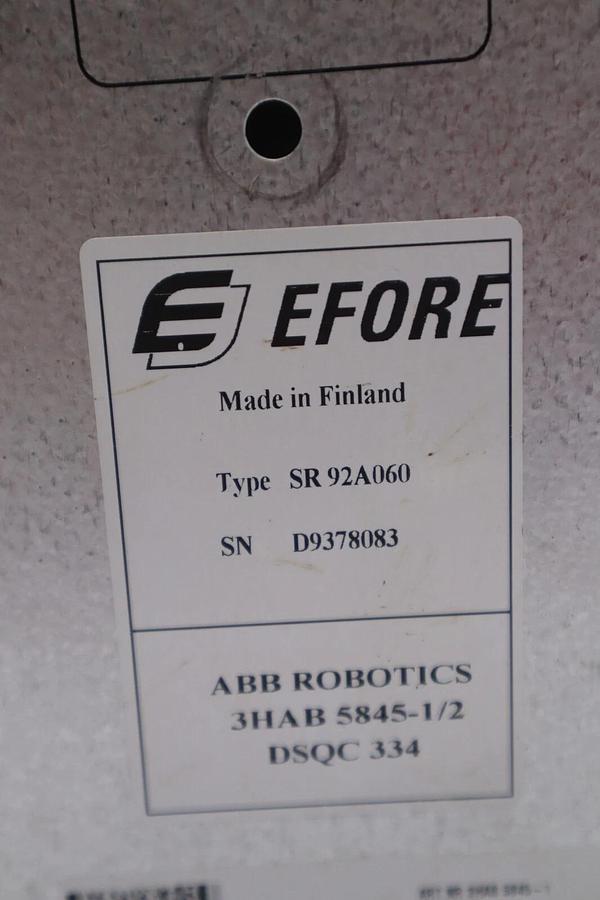 EFORE
Made in Finland
Type SR 92A060
SN D9378083
ABB ROBOTICS
3HAB 5845-1/2
DSQC 334